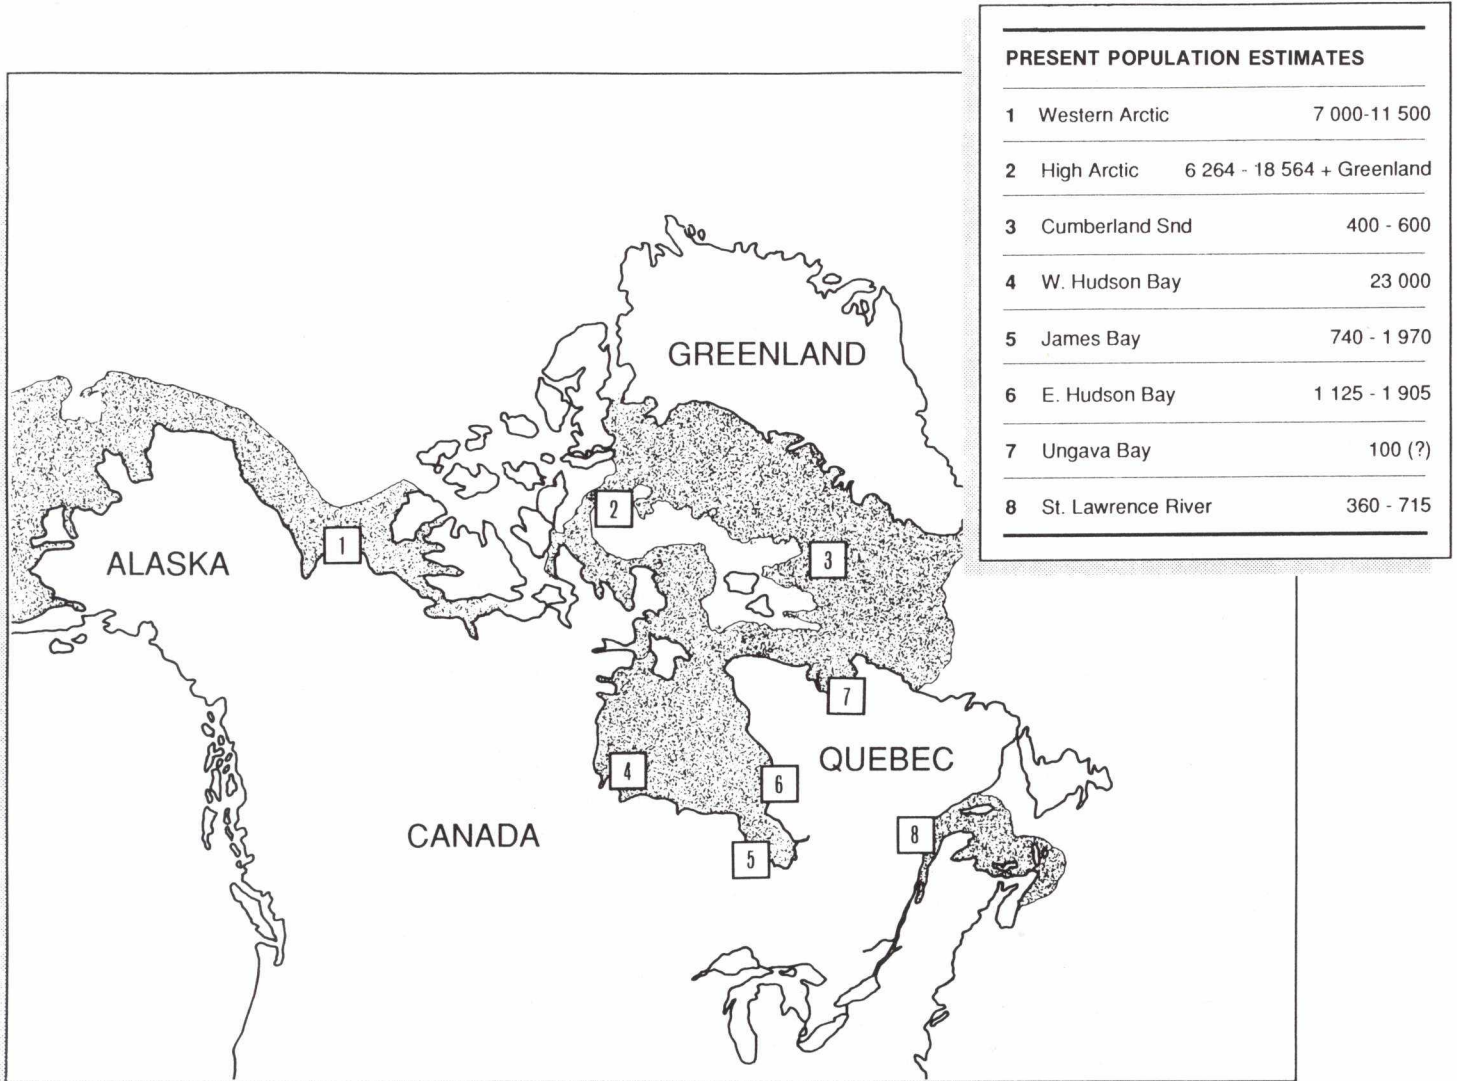 PRESENT POPULATION ESTIMATES
1 Western Arctic 7 000-11 500
2 High Arctic 6 264 - 18 564 + Greenland
3 Cumberland Snd 400 - 600
4 W. Hudson Bay 23 000
5 James Bay 740 - 1 970
6 E. Hudson Bay 1 125 - 1 905
7 Ungava Bay 100 (?)
8 St. Lawrence River 360 - 715
GREENLAND
2
1
3
ALASKA
7
QUEBEC
4
6
CANADA
8
5